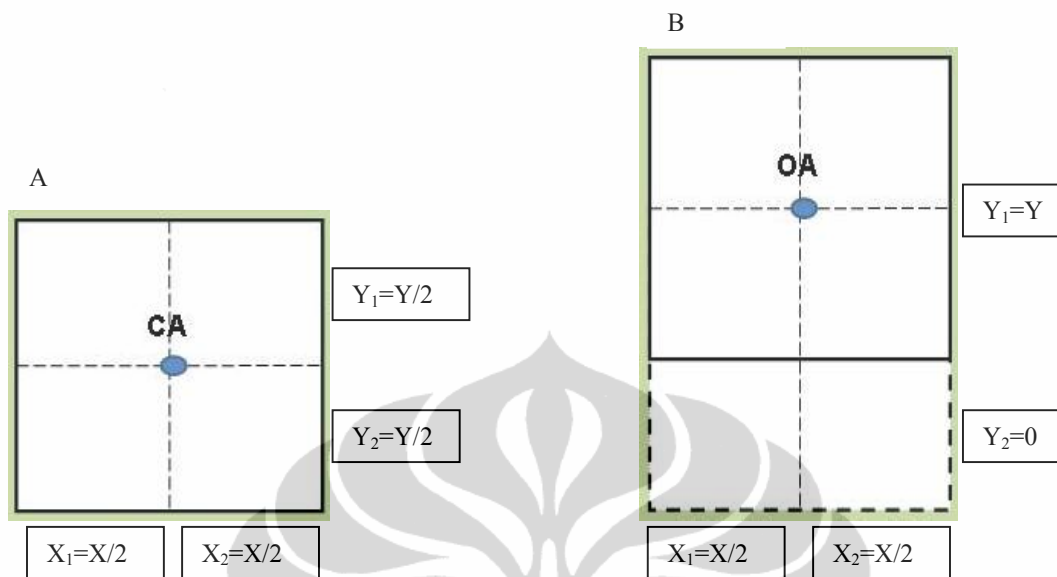 B
A
OA
Y₁=Y
Y₁=Y/2
CA
Y₂=Y/2
Y₂=0
X₁=X/2 X₂=X/2
X₁=X/2 X₂=X/2